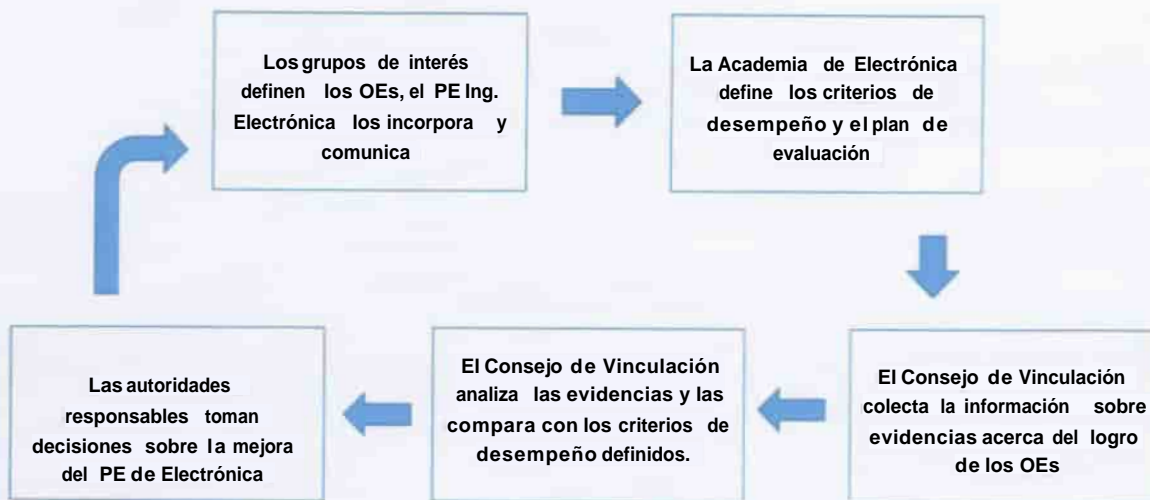 Los grupos de interés
definen los OEs, el PE Ing.
Electrónica los incorpora y
comunica
La Academia de Electrónica
define los criterios de
desempeño y el plan de
evaluación
El Consejo de Vinculación
colecta la información sobre
evidencias acerca del logro
de los OEs
El Consejo de Vinculación
analiza las evidencias y las
compara con los criterios de
desempeño definidos.
Las autoridades
responsables toman
decisiones sobre la mejora
del PE de Electrónica